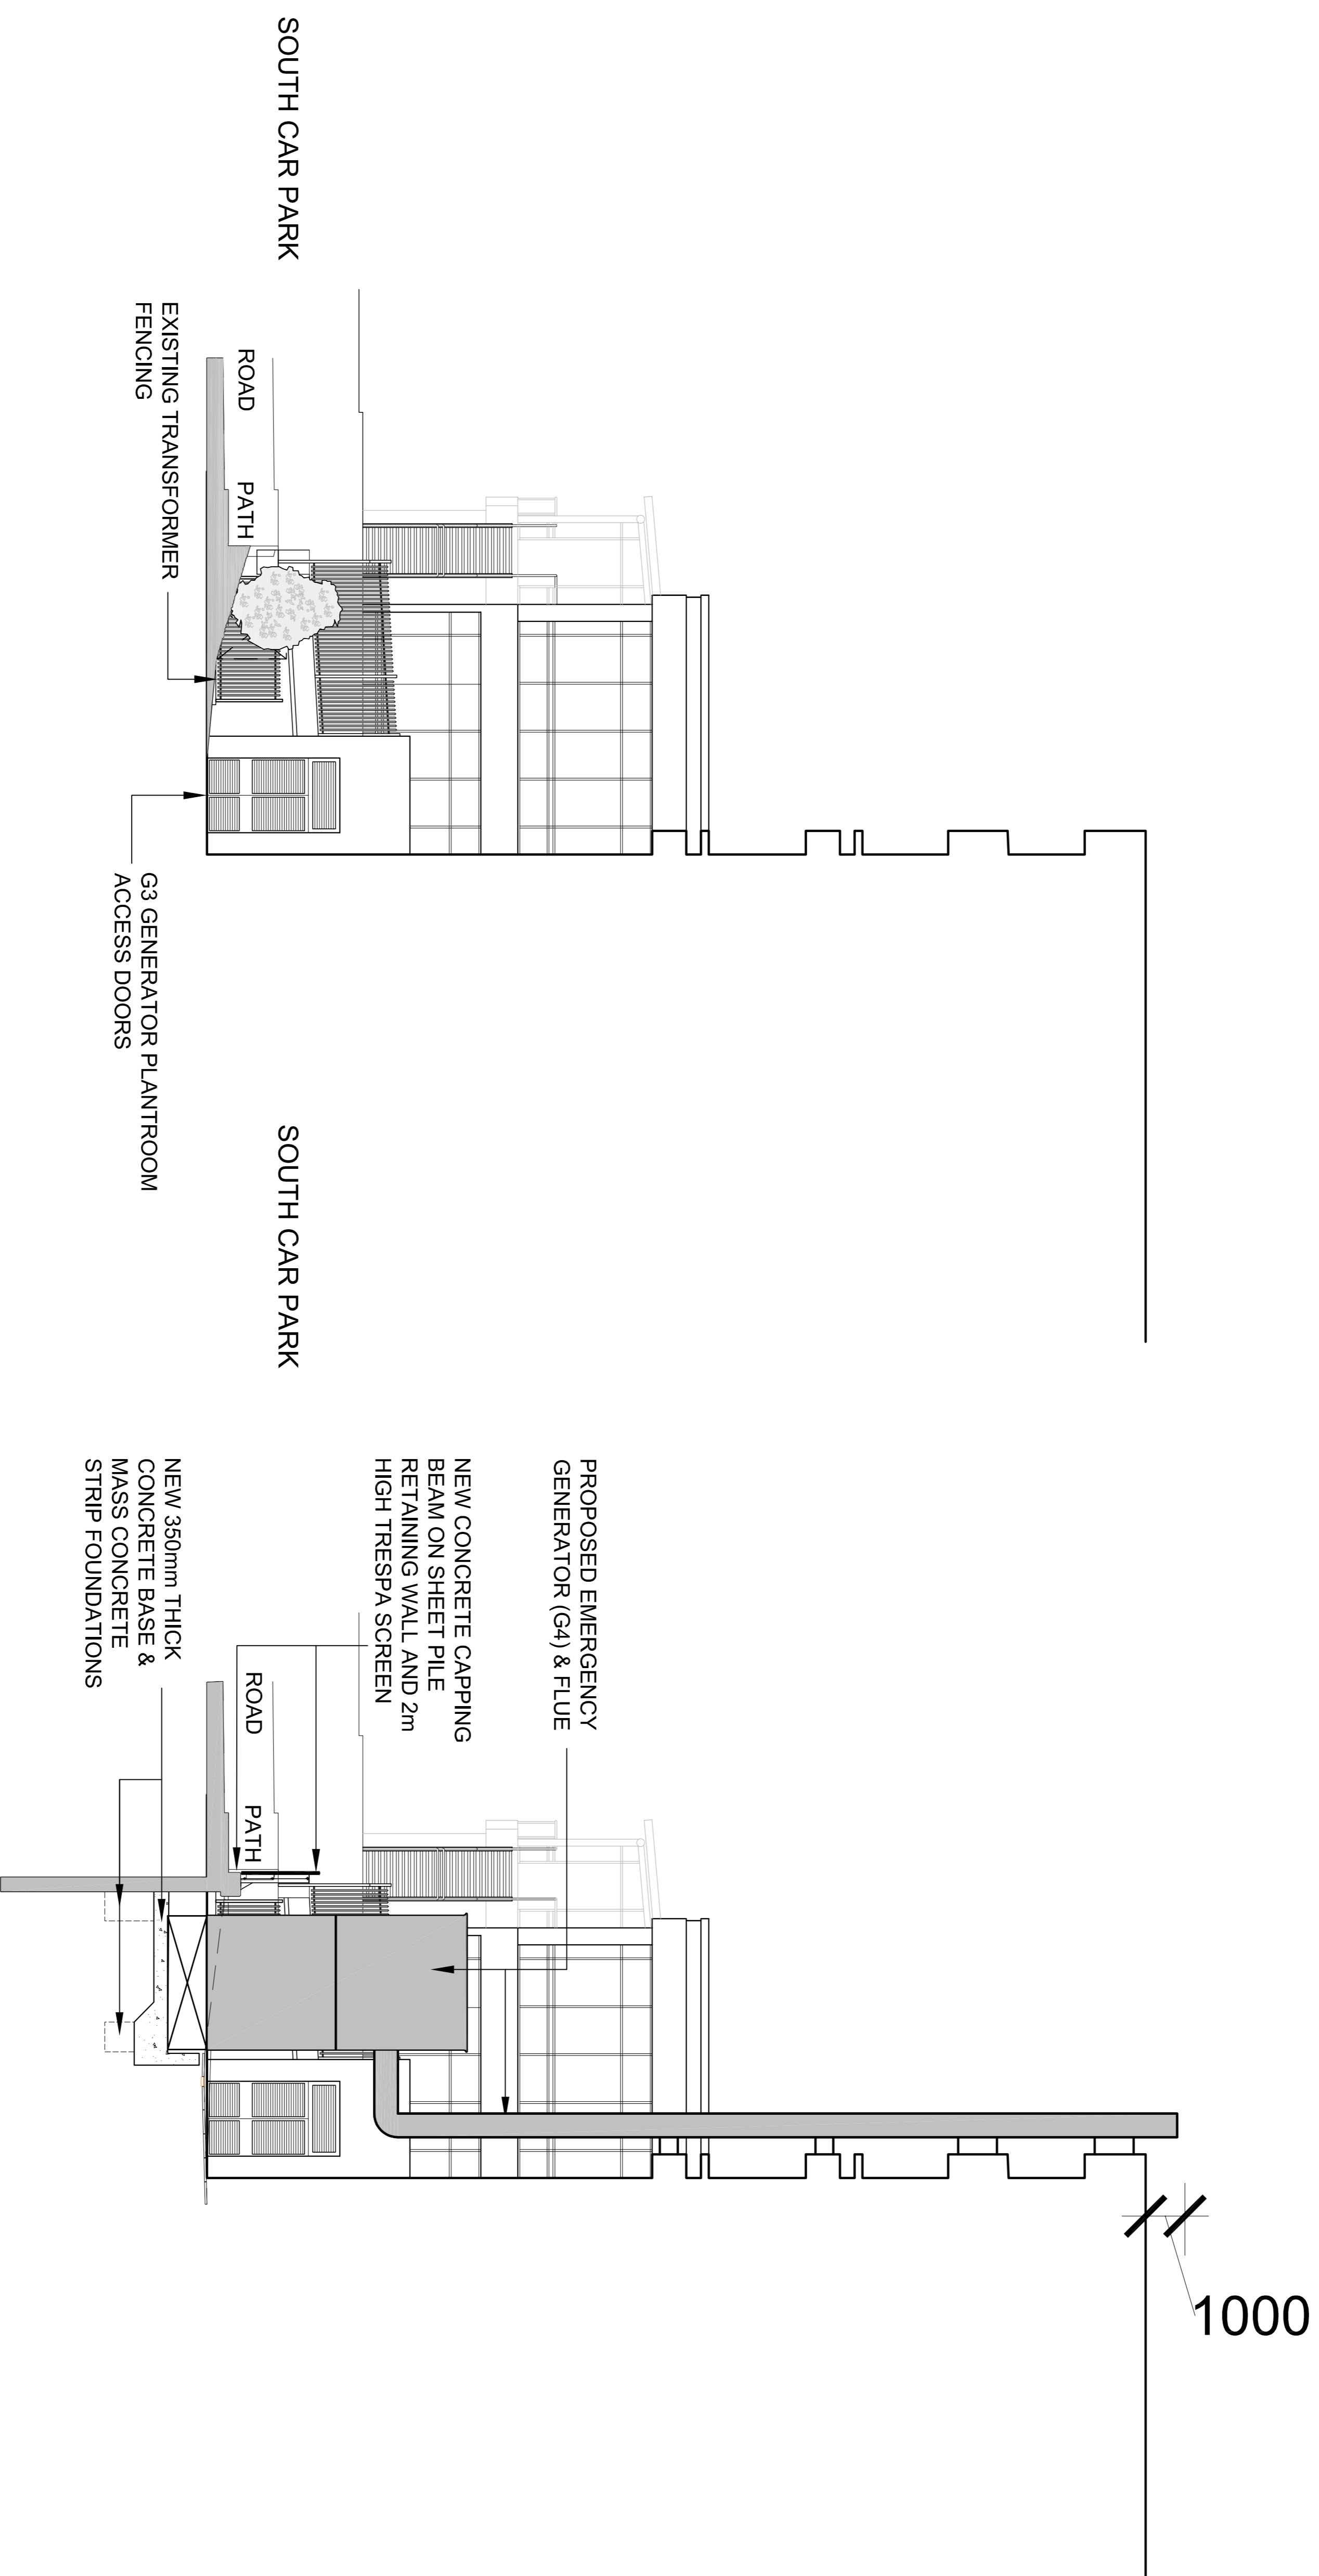 SOUTH CAR PARK
ROAD
PATH
EXISTING TRANSFORMER
FENCING
G3 GENERATOR PLANTROOM
ACCESS DOORS
SOUTH CAR PARK
PROPOSED EMERGENCY
GENERATOR (G4) & FLUE
NEW CONCRETE CAPPING
BEAM ON SHEET PILE
RETAINING WALL AND 2m
HIGH TRESPA SCREEN
ROAD
PATH
NEW 350mm THICK
CONCRETE BASE &
MASS CONCRETE
STRIP FOUNDATIONS
1000